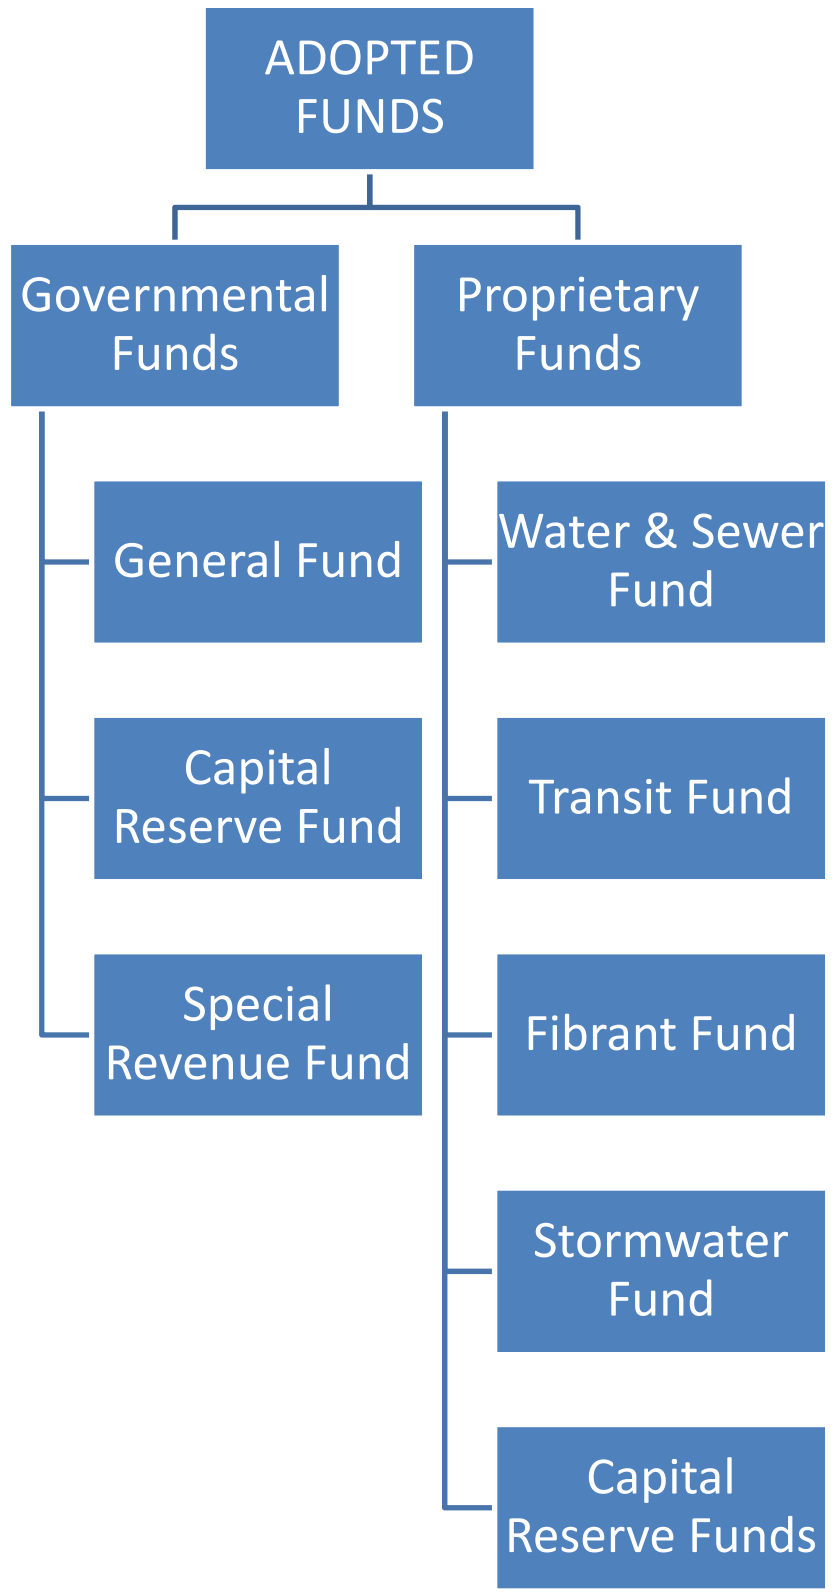 ADOPTED
FUNDS
Governmental
Funds
General Fund
Capital
Reserve Fund
Special
Revenue Fund
Proprietary
Funds
Water & Sewer
Fund
Transit Fund
Fibrant Fund
Stormwater
Fund
Capital
Reserve Funds